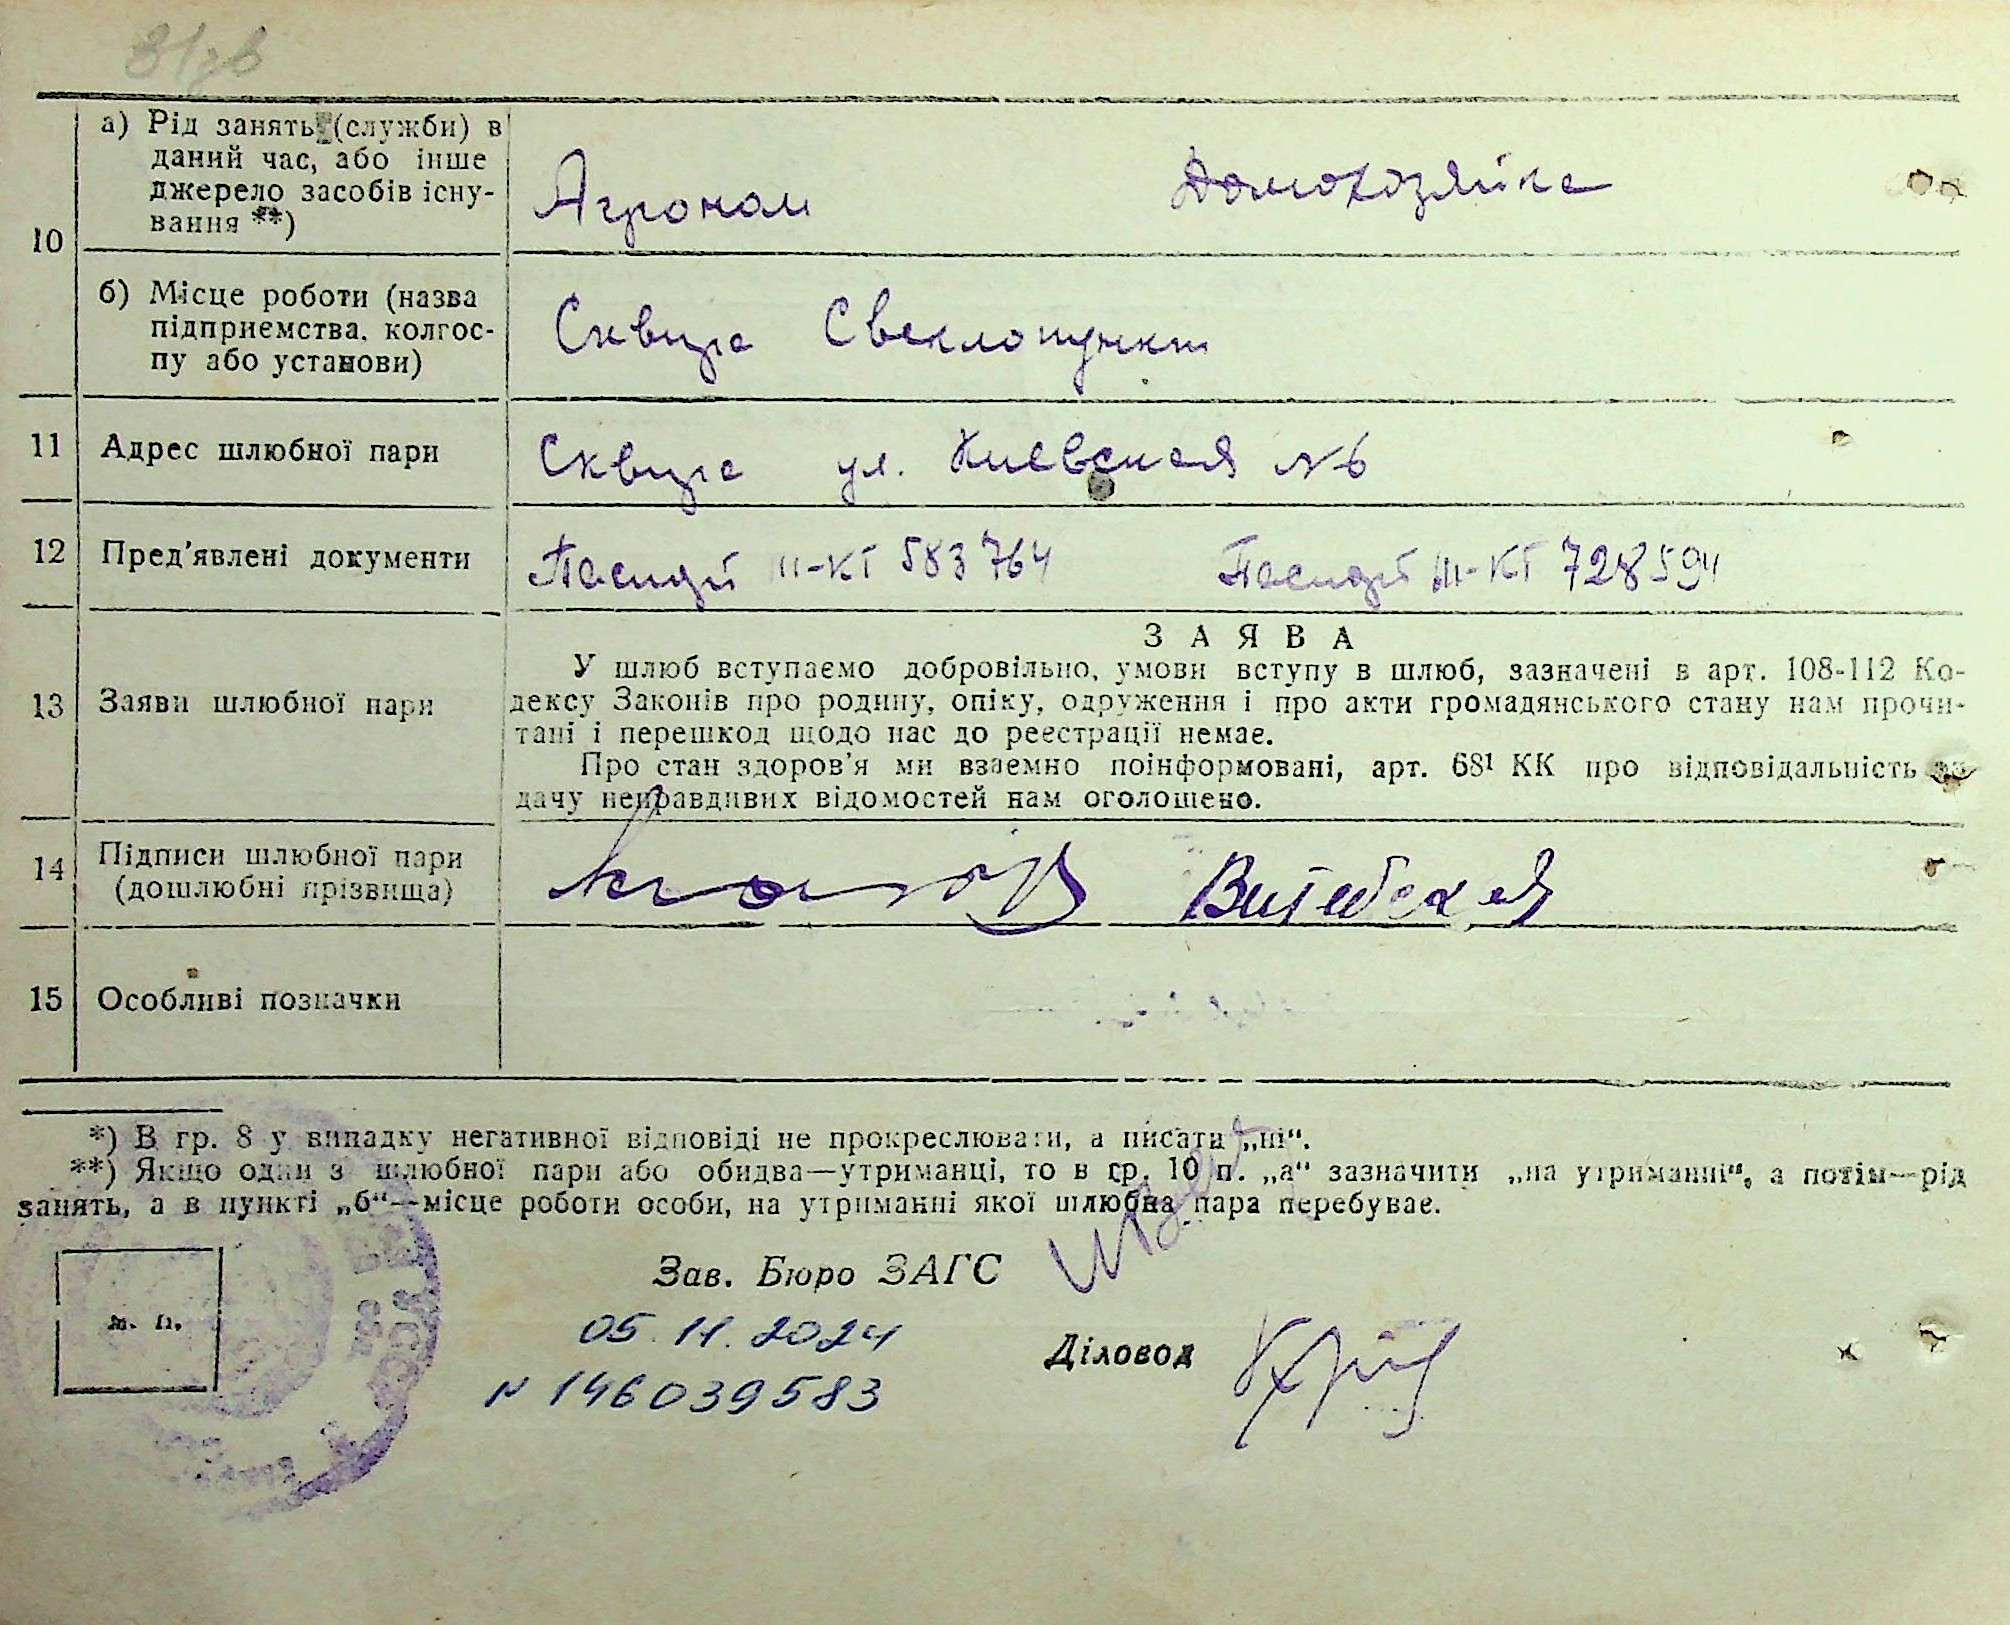 10
а) Рід занять (служби) в
даний час, або інше
джерело засобів існу-
вання **)
Агроном Домохозяйка
б) Місце роботи (назва
підприємства, колгос-
пу або установи)
Сквира Свеклопункт
11 Адрес шлюбної пари
Сквира ул. Киевская № 6
12 Пред'явлені документи
Паспорт III-КГ 583764 Паспорт III-КГ 728594
13 Заяви шлюбної пари
ЗАЯВА
У шлюб вступаємо добровільно, умови вступу в шлюб, зазначені в арт. 108-112 Ко-
дексу Законів про родину, опіку, одруження і про акти громадянського стану нам прочи-
тані і перешкод щодо нас до реєстрації немає.
Про стан здоров'я ми взаємно поінформовані, арт. 68¹ КК про відповідальність за
дачу неправдивих відомостей нам оголошено.
14 Підписи шлюбної пари
(дошлюбні прізвища)
Витебская
15 Особливі позначки
*) В гр. 8 у випадку негативної відповіді не прокреслювати, а писати „ні“.
**) Якщо один з шлюбної пари або обидва—утриманці, то в гр. 10 п. „а“ зазначити „на утриманні“, а потім—рід
занять, а в пункті „б“—місце роботи особи, на утриманні якої шлюбна пара перебуває.
Зав. Бюро ЗАГС
м. п.
05.11.2024
Діловод
N 146039583